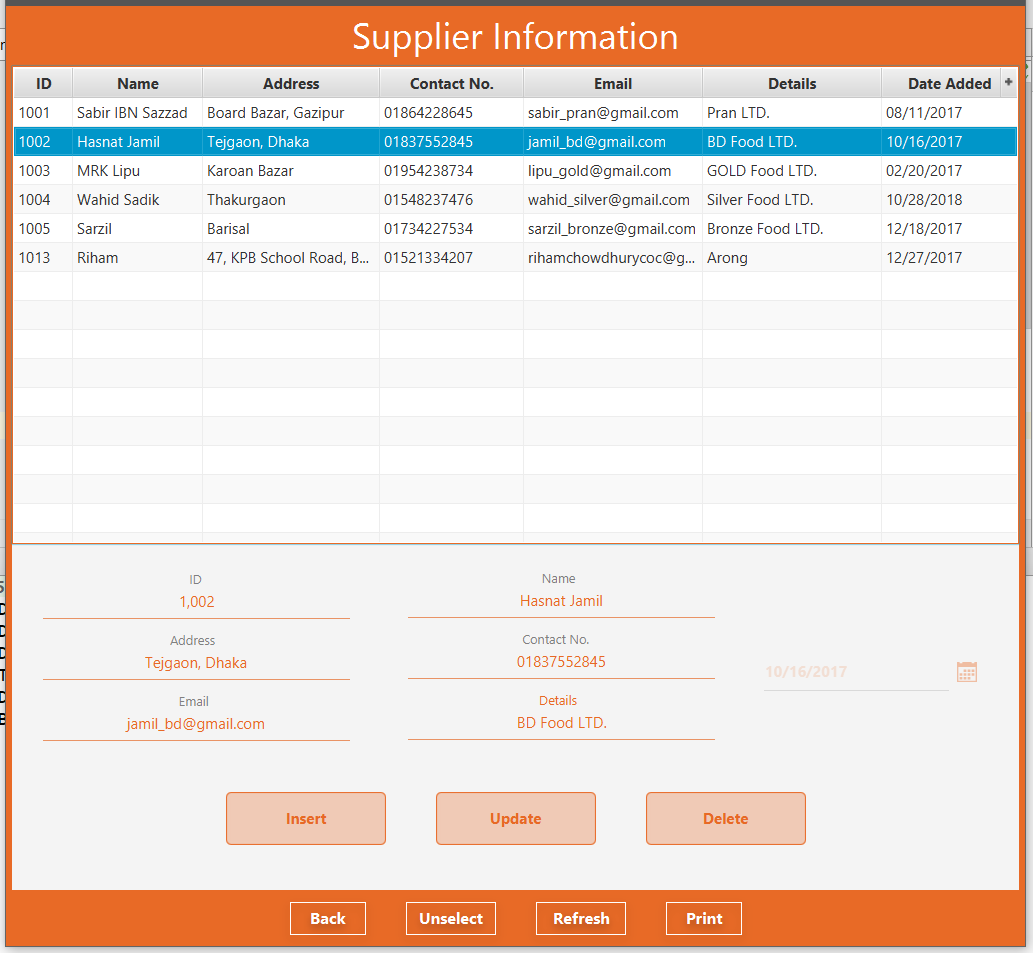 Supplier Information
ID Name Address Contact No. Email Details Date Added +
1001 Sabir IBN Sazzad Board Bazar, Gazipur 01864228645 sabir_pran@gmail.com Pran LTD. 08/11/2017
1002 Hasnat Jamil Tejgaon, Dhaka 01837552845 jamil_bd@gmail.com BD Food LTD. 10/16/2017
1003 MRK Lipu Karoan Bazar 01954238734 lipu_gold@gmail.com GOLD Food LTD. 02/20/2017
1004 Wahid Sadik Thakurgaon 01548237476 wahid_silver@gmail.com Silver Food LTD. 10/28/2018
1005 Sarzil Barisal 01734227534 sarzil_bronze@gmail.com Bronze Food LTD. 12/18/2017
1013 Riham 47, KPB School Road, B... 01521334207 rihamchowdhurycoc@g... Arong 12/27/2017
ID Name
1,002 Hasnat Jamil
Address Contact No.
Tejgaon, Dhaka 01837552845 10/16/2017
Email Details
jamil_bd@gmail.com BD Food LTD.
Insert Update Delete
Back Unselect Refresh Print